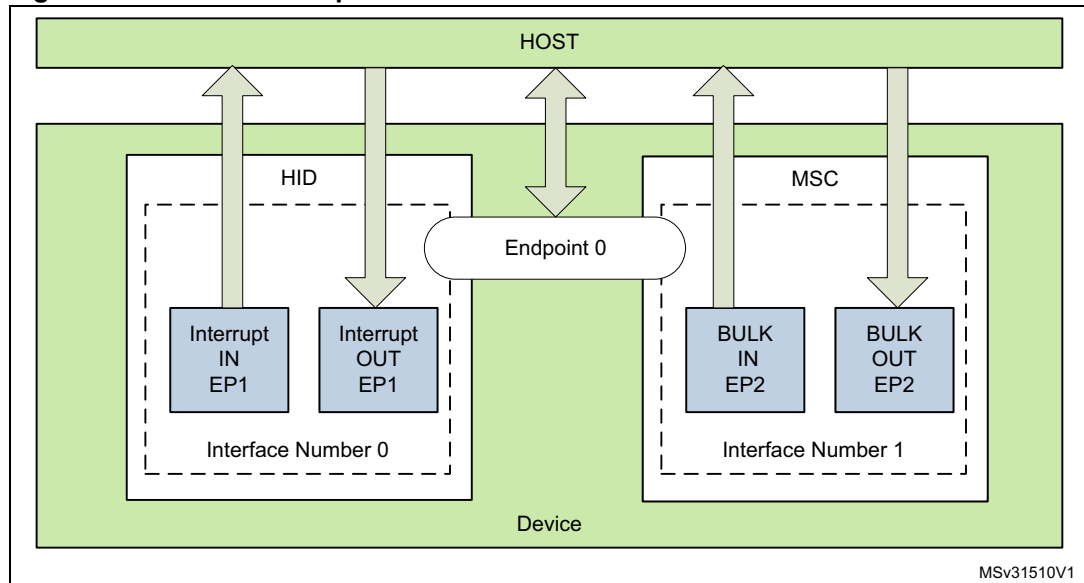 HOST
HID
MSC
Endpoint 0
Interrupt
IN
EP1
Interrupt
OUT
EP1
BULK
IN
EP2
BULK
OUT
EP2
Interface Number 0
Interface Number 1
Device
MSv31510V1